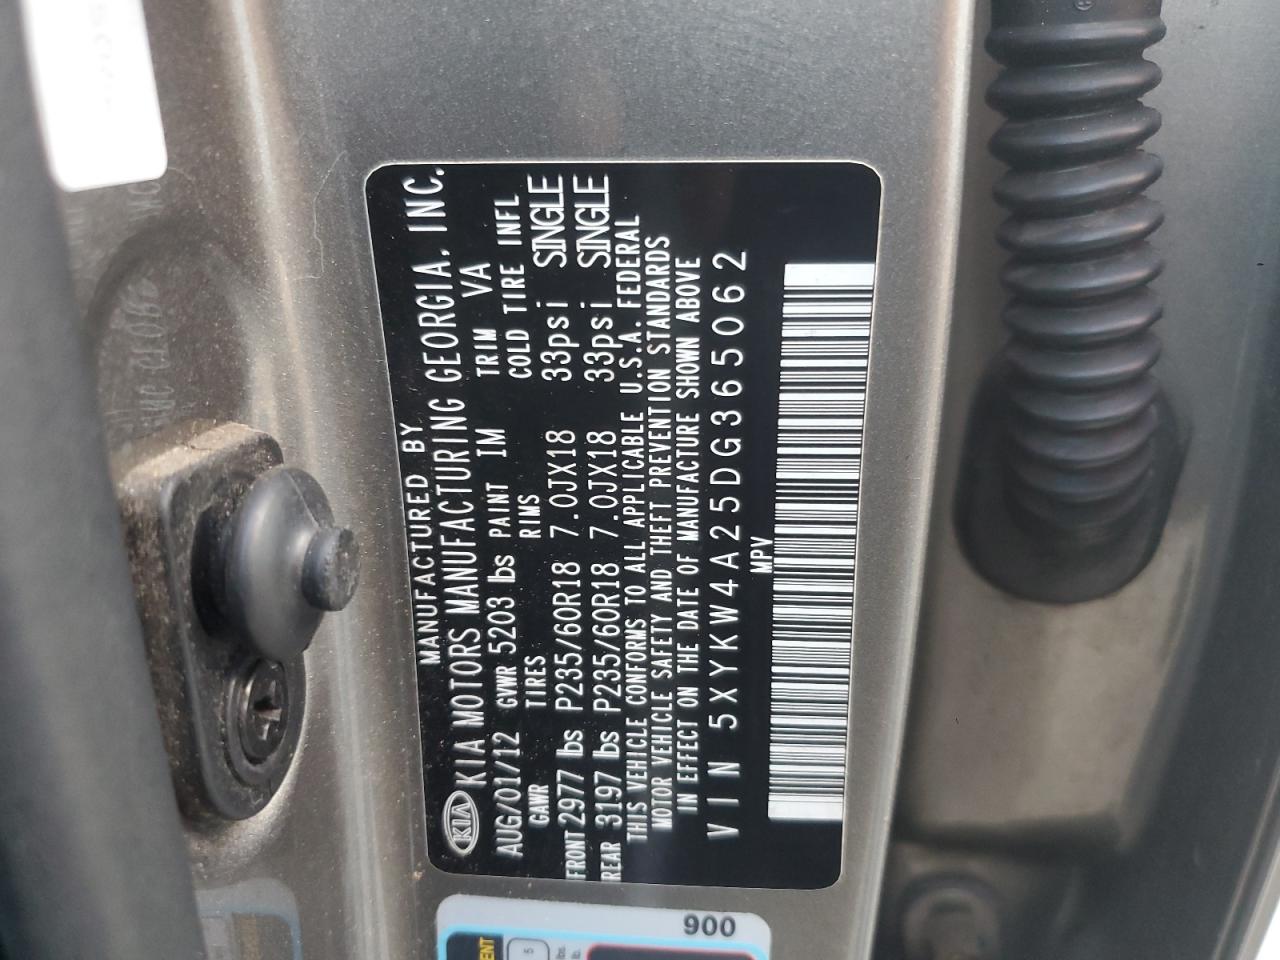 MANUFACTURED BY
KIA KIA MOTORS MANUFACTURING GEORGIA, INC.
AUG/01/12 GVWR 5203 lbs PAINT IM TRIM VA
GAWR TIRES RIMS COLD TIRE INFL
FRONT 2977 lbs P235/60R18 7.0JX18 33psi SINGLE
REAR 3197 lbs P235/60R18 7.0JX18 33psi SINGLE
THIS VEHICLE CONFORMS TO ALL APPLICABLE U.S.A. FEDERAL
MOTOR VEHICLE SAFETY AND THEFT PREVENTION STANDARDS
IN EFFECT ON THE DATE OF MANUFACTURE SHOWN ABOVE
VIN 5XYKW4A25DG365062
MPV
900
5